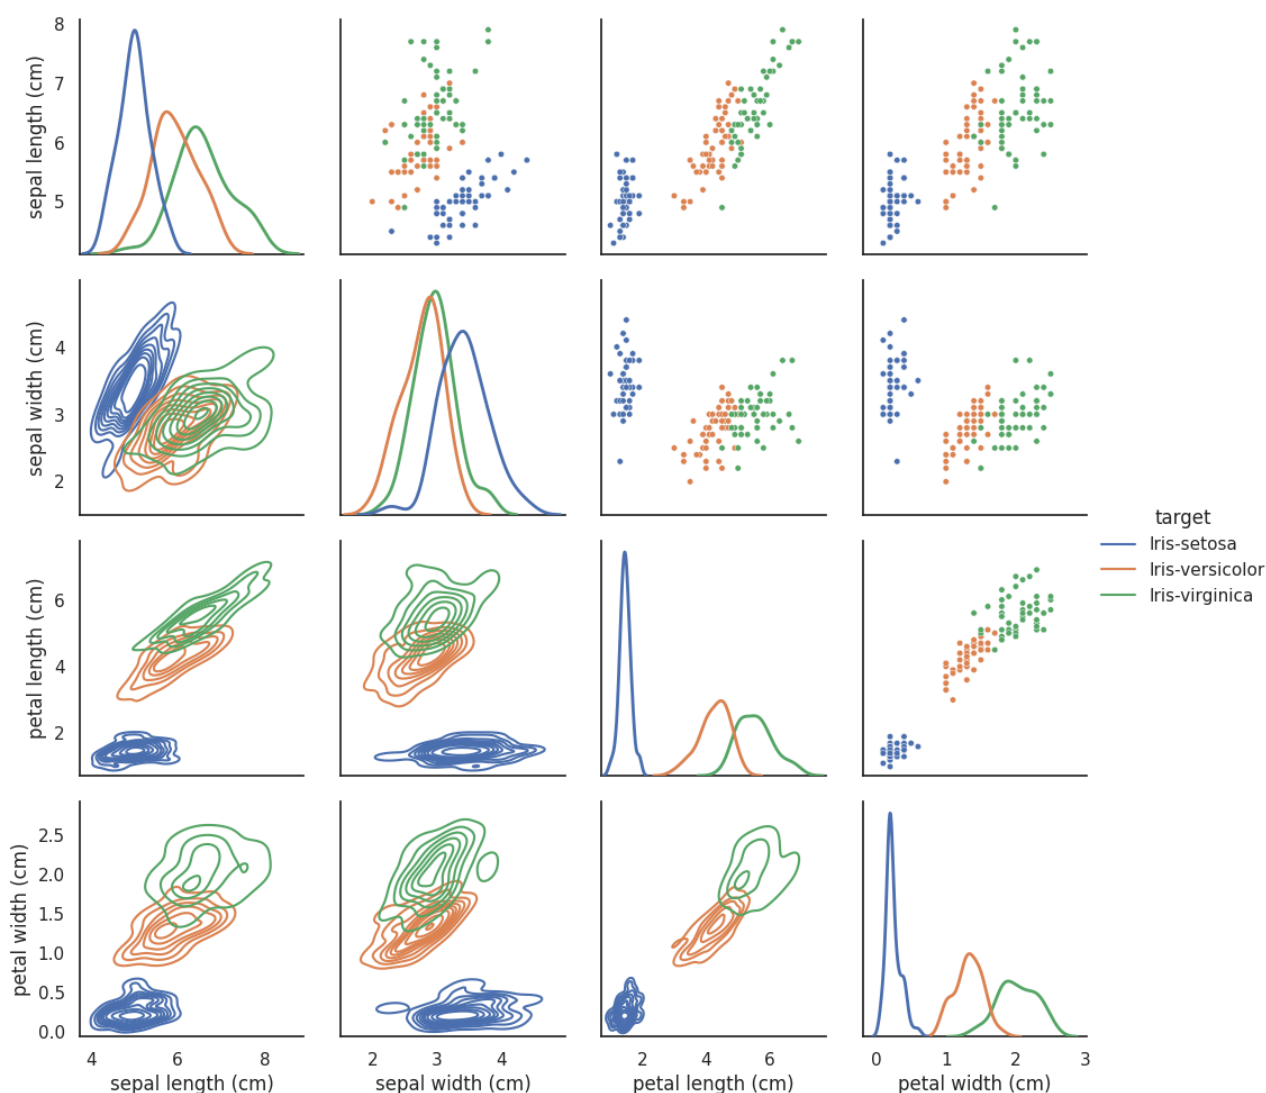 8
7
6
5
sepal length (cm)
4
3
2
sepal width (cm)
target
Iris-setosa
Iris-versicolor
Iris-virginica
6
4
2
petal length (cm)
2.5
2.0
1.5
1.0
0.5
0.0
petal width (cm)
4 6 8 2 3 4 2 4 6 0 1 2 3
sepal length (cm) sepal width (cm) petal length (cm) petal width (cm)